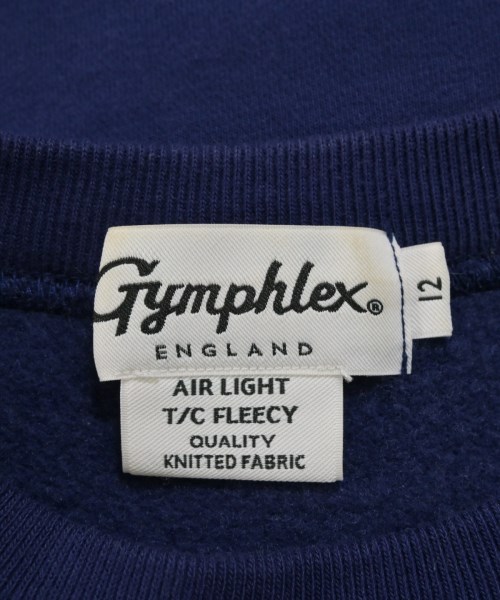 Gymphlex®
ENGLAND
12
AIR LIGHT
T/C FLEECY
QUALITY
KNITTED FABRIC